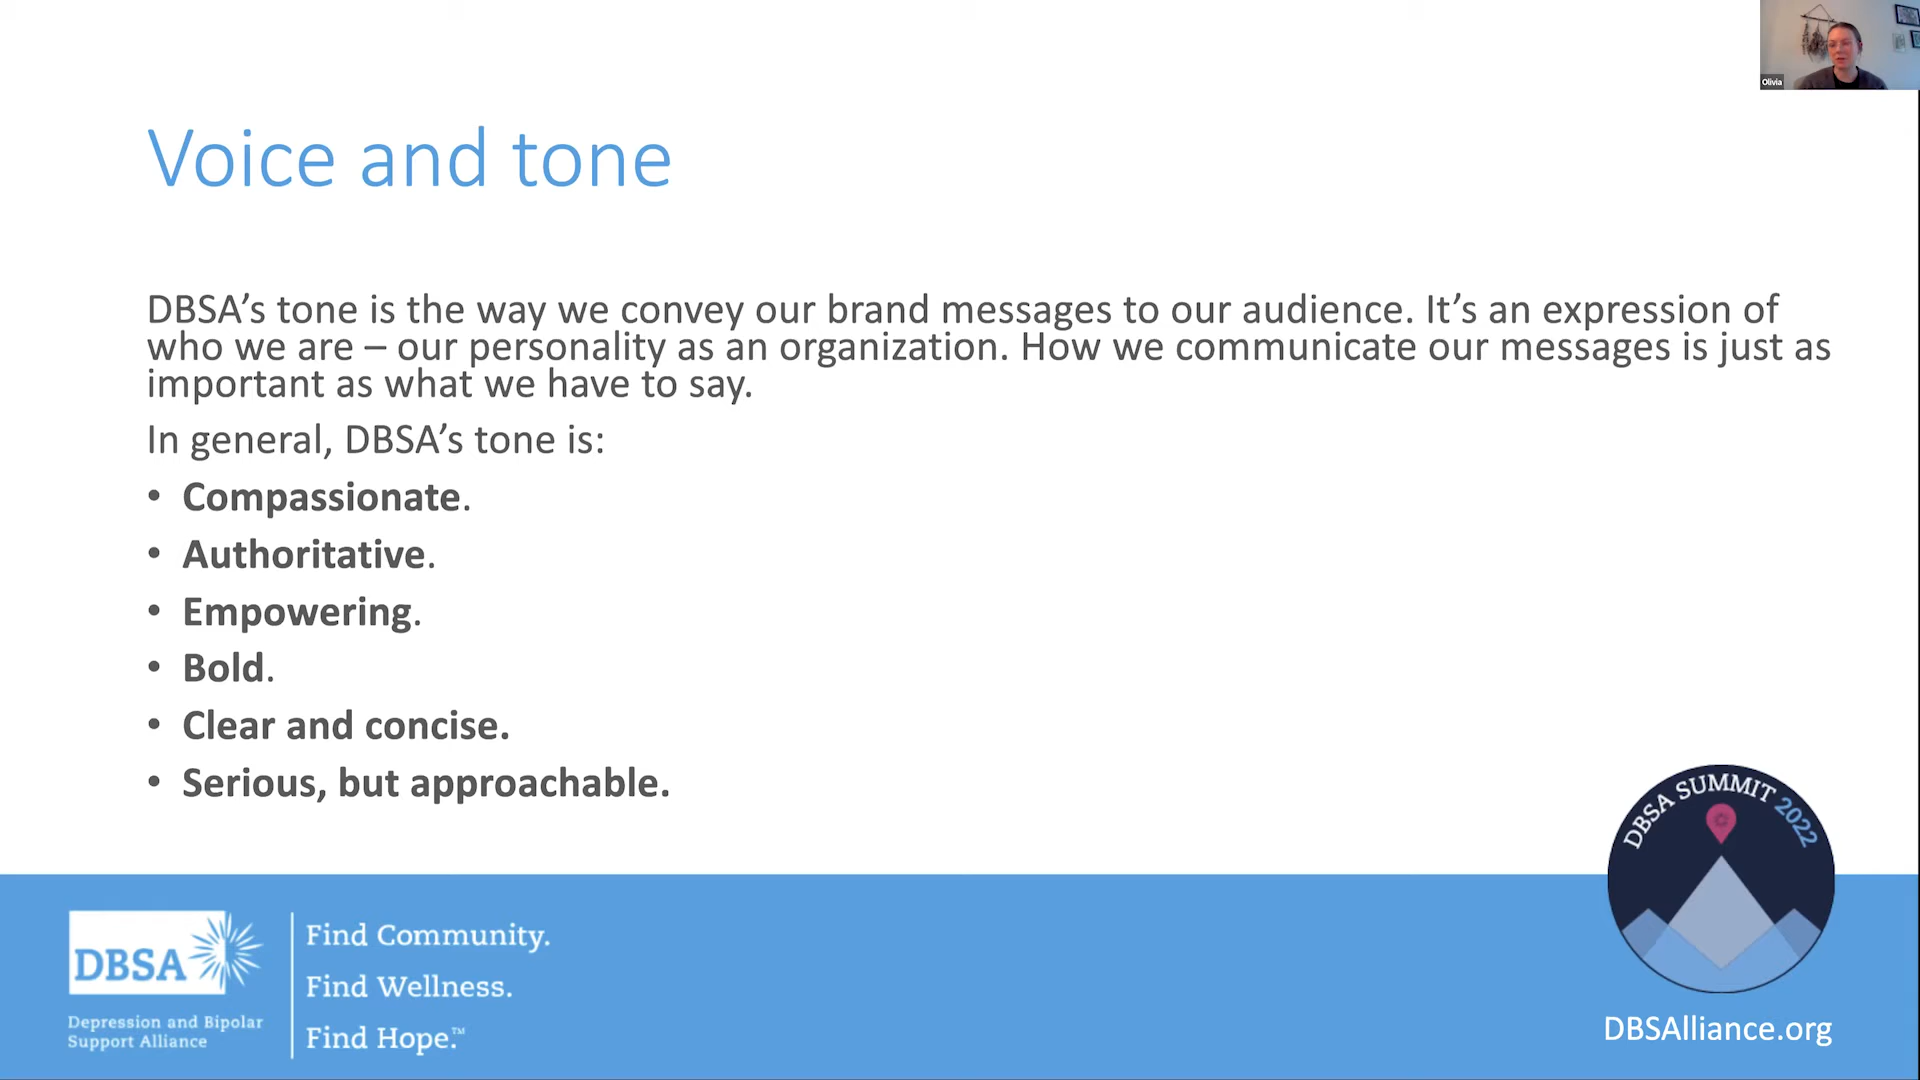 Olivia
Voice and tone
DBSA’s tone is the way we convey our brand messages to our audience. It’s an expression of
who we are – our personality as an organization. How we communicate our messages is just as
important as what we have to say.
In general, DBSA’s tone is:
• Compassionate.
• Authoritative.
• Empowering.
• Bold.
• Clear and concise.
• Serious, but approachable.
DBSA SUMMIT 2022
DBSA
Depression and Bipolar
Support Alliance
Find Community.
Find Wellness.
Find Hope.™
DBSAlliance.org